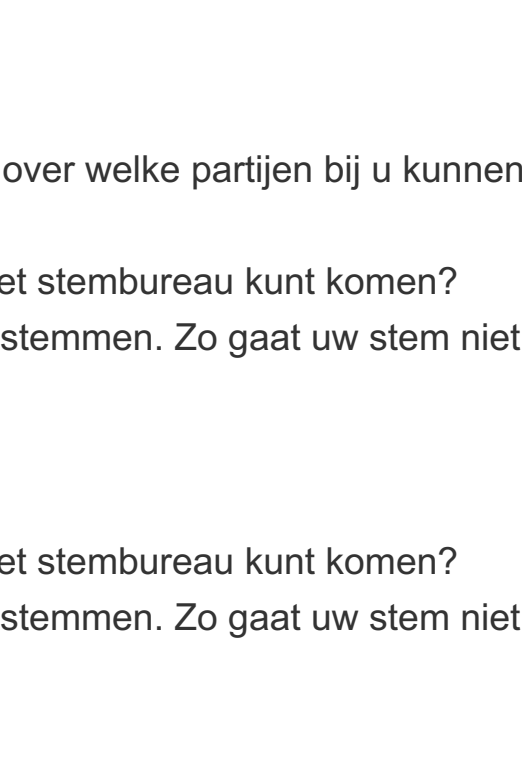 over welke partijen bij u kunnen
et stembureau kunt komen?
stemmen. Zo gaat uw stem niet
et stembureau kunt komen?
stemmen. Zo gaat uw stem niet